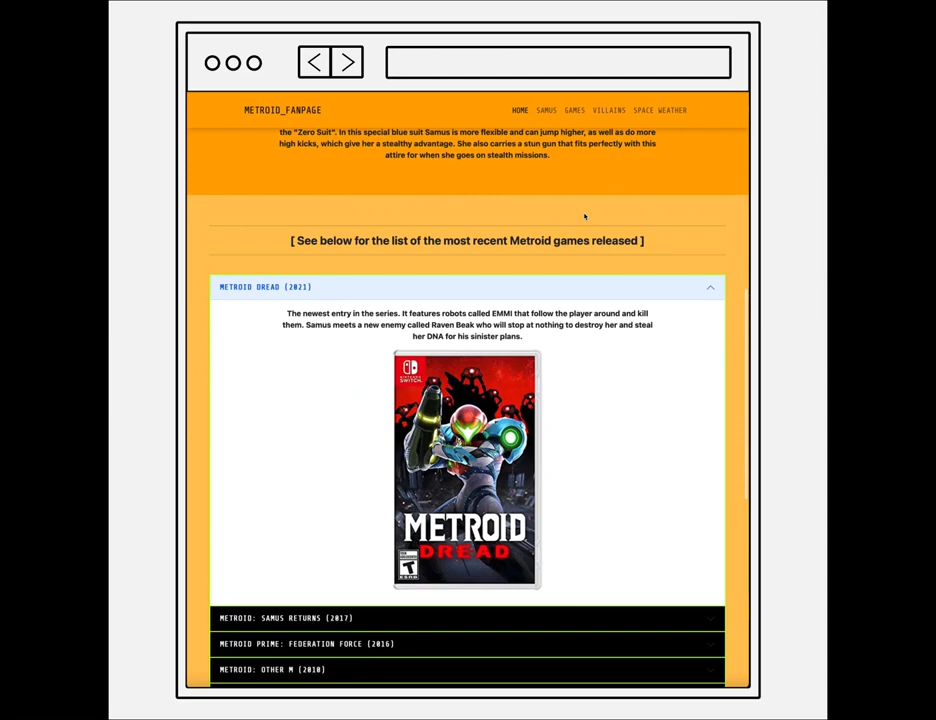 METROID_FANPAGE
HOME SAMUS GAMES VILLAINS SPACE WEATHER
the "Zero Suit". In this special blue suit Samus is more flexible and can jump higher, as well as do more
high kicks, which give her a stealthy advantage. She also carries a stun gun that fits perfectly with this
attire for when she goes on stealth missions.
[ See below for the list of the most recent Metroid games released ]
METROID DREAD (2021)
The newest entry in the series. It features robots called EMMI that follow the player around and kill
them. Samus meets a new enemy called Raven Beak who will stop at nothing to destroy her and steal
her DNA for his sinister plans.
NINTENDO
SWITCH
METROID
DREAD
T
ESRB
METROID: SAMUS RETURNS (2017)
METROID PRIME: FEDERATION FORCE (2016)
METROID: OTHER M (2010)